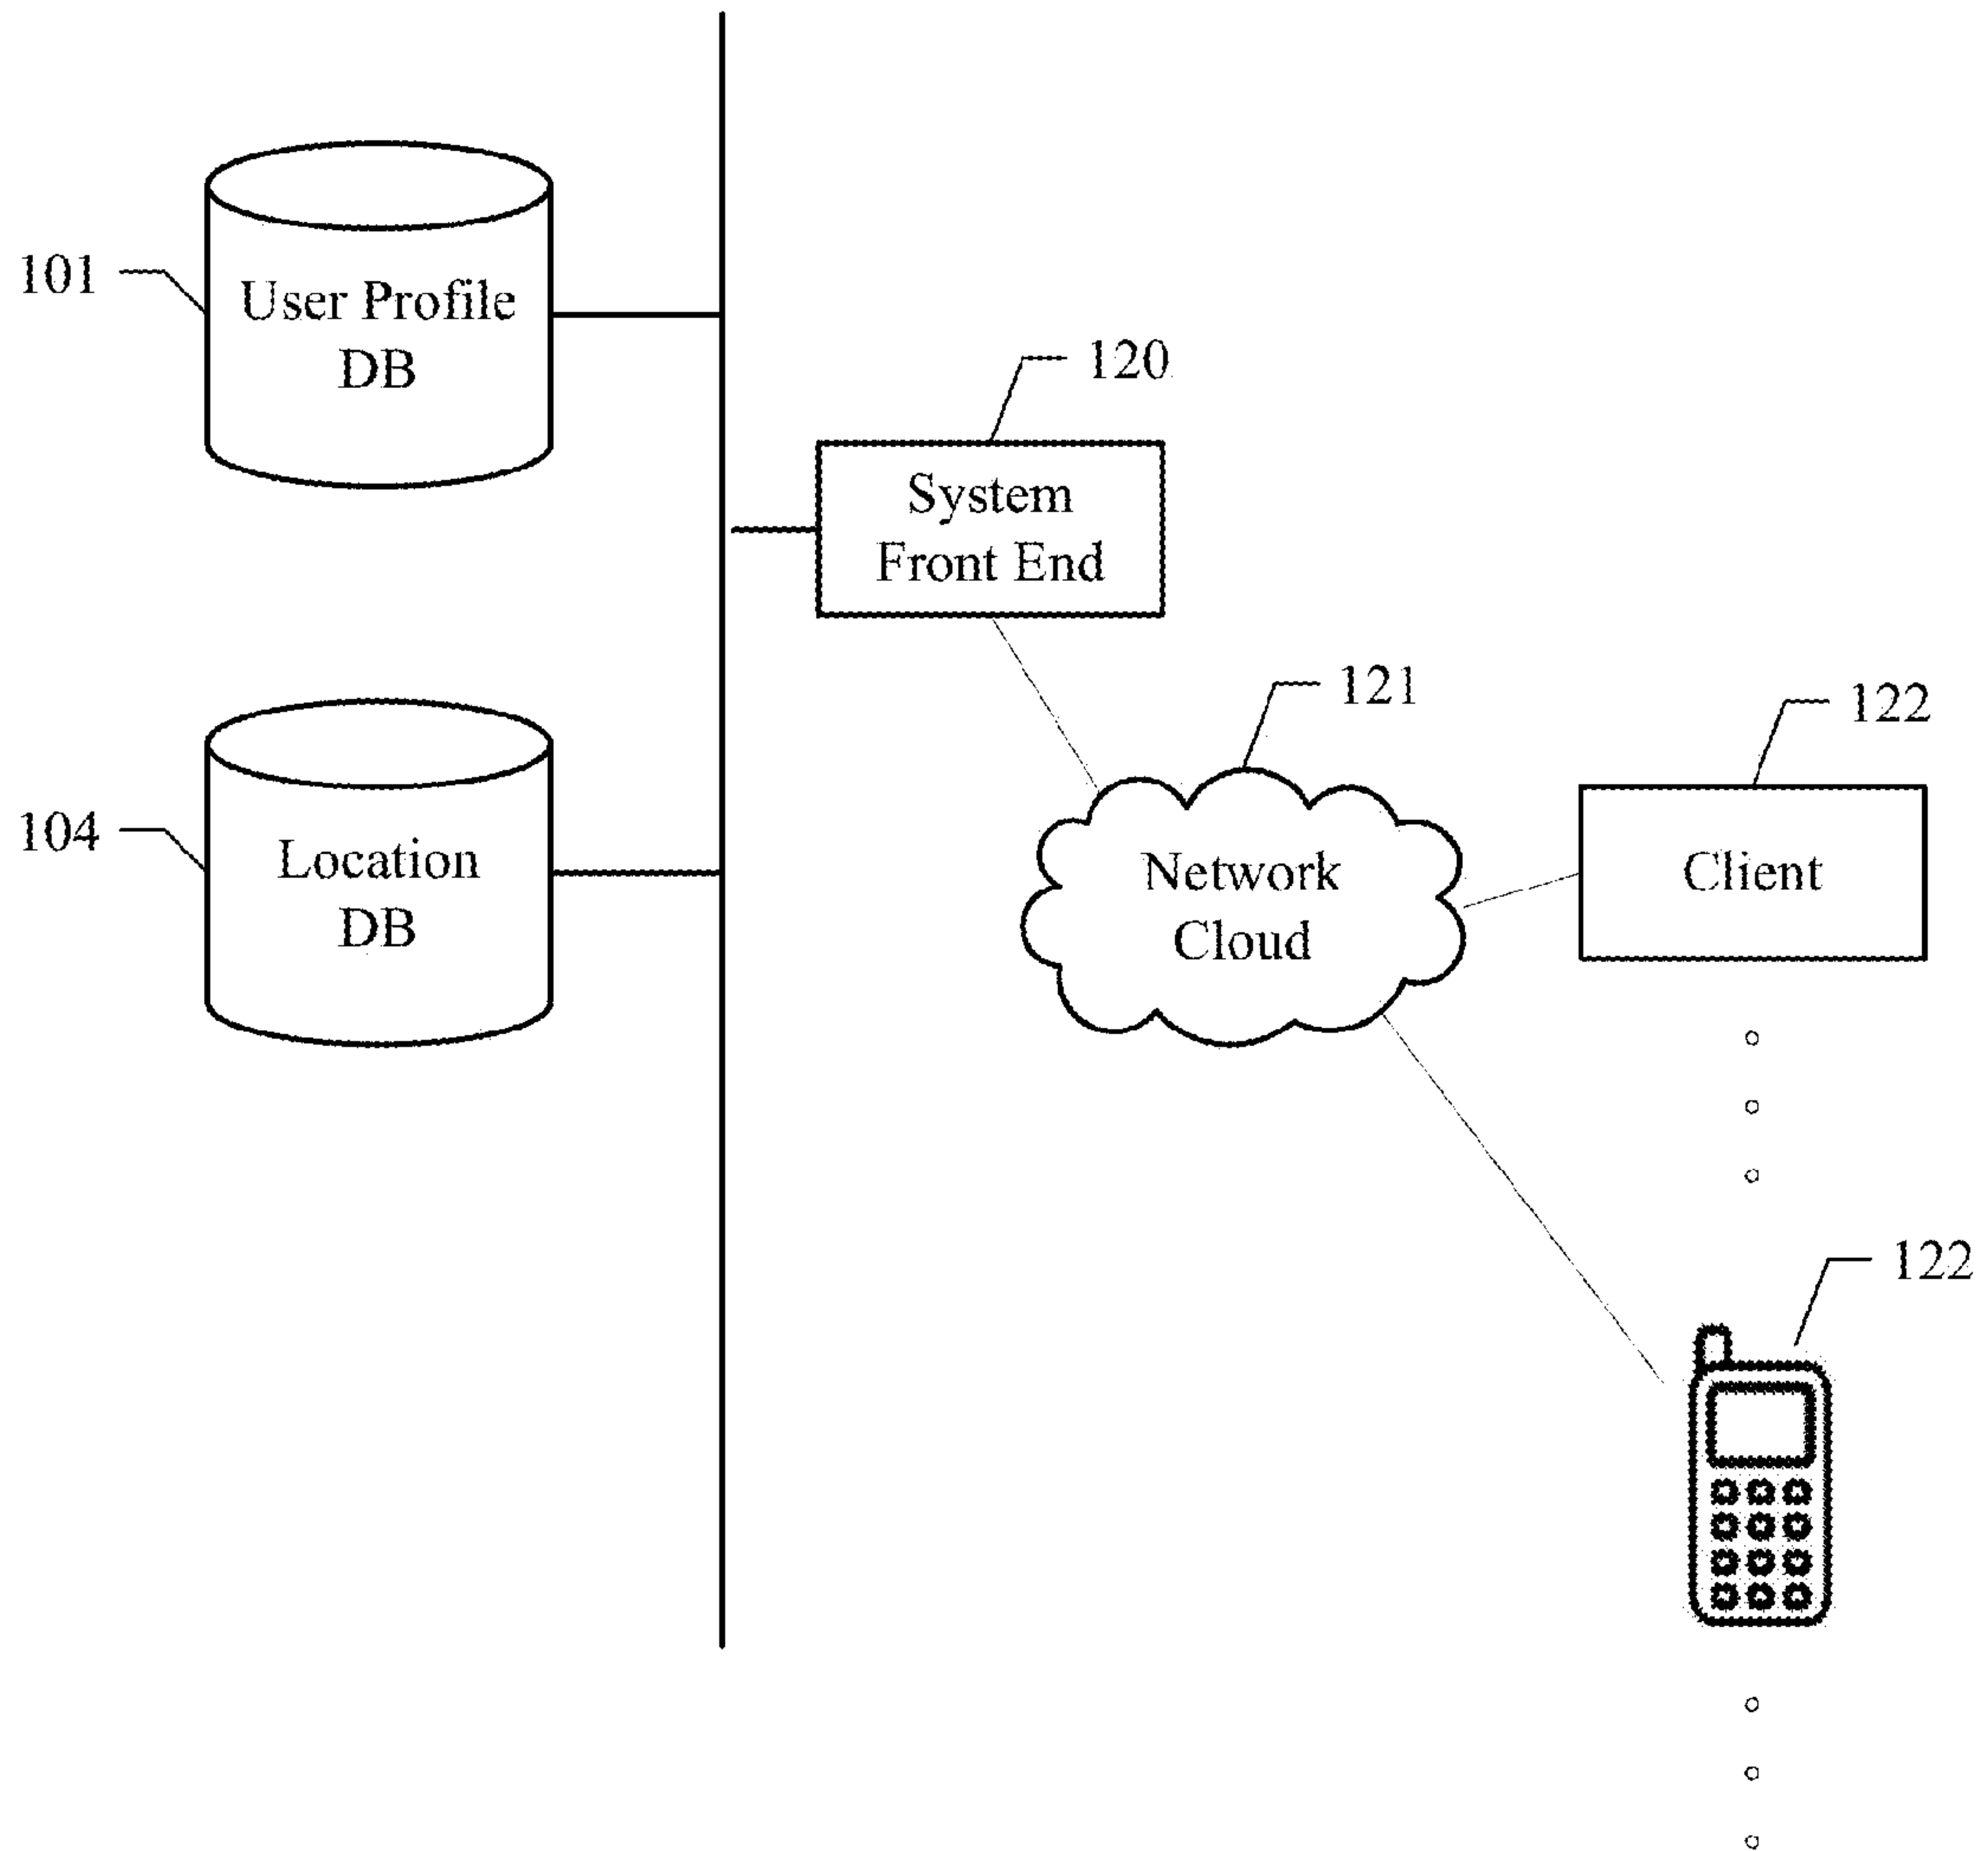 101
User Profile
DB
120
System
Front End
121
122
104
Location
DB
Network
Cloud
Client
122